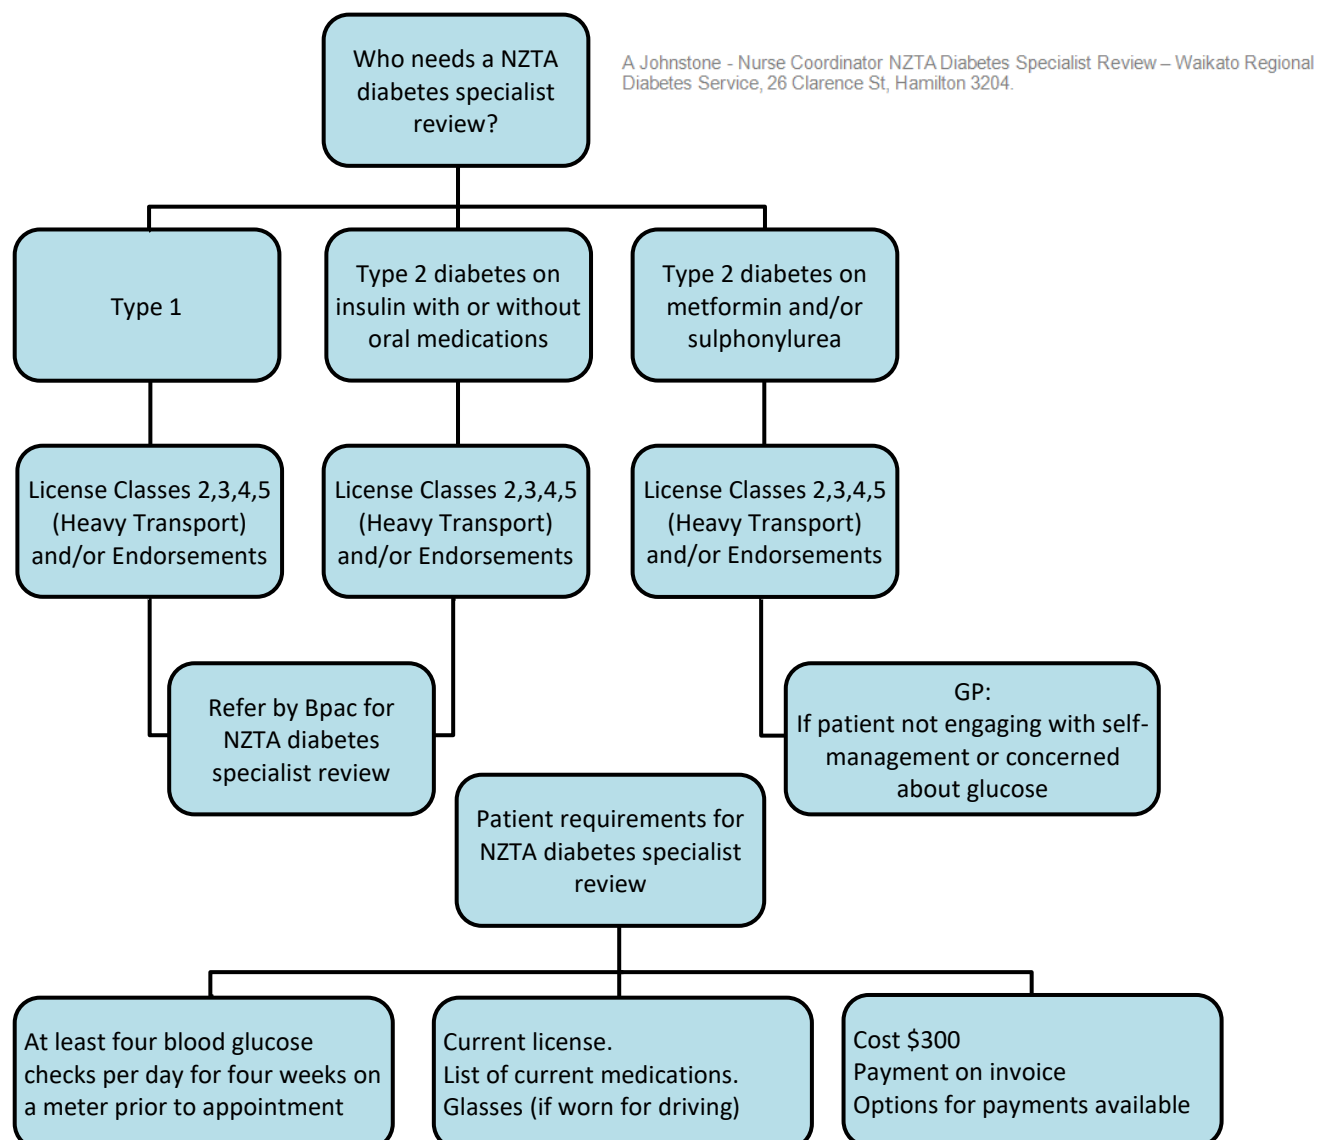 Who needs a NZTA
diabetes specialist
review?
A Johnstone - Nurse Coordinator NZTA Diabetes Specialist Review – Waikato Regional
Diabetes Service, 26 Clarence St, Hamilton 3204.
Type 1
Type 2 diabetes on
insulin with or without
oral medications
Type 2 diabetes on
metformin and/or
sulphonylurea
License Classes 2,3,4,5
(Heavy Transport)
and/or Endorsements
License Classes 2,3,4,5
(Heavy Transport)
and/or Endorsements
License Classes 2,3,4,5
(Heavy Transport)
and/or Endorsements
Refer by Bpac for
NZTA diabetes
specialist review
GP:
If patient not engaging with self-
management or concerned
about glucose
Patient requirements for
NZTA diabetes specialist
review
At least four blood glucose
checks per day for four weeks on
a meter prior to appointment
Current license.
List of current medications.
Glasses (if worn for driving)
Cost $300
Payment on invoice
Options for payments available